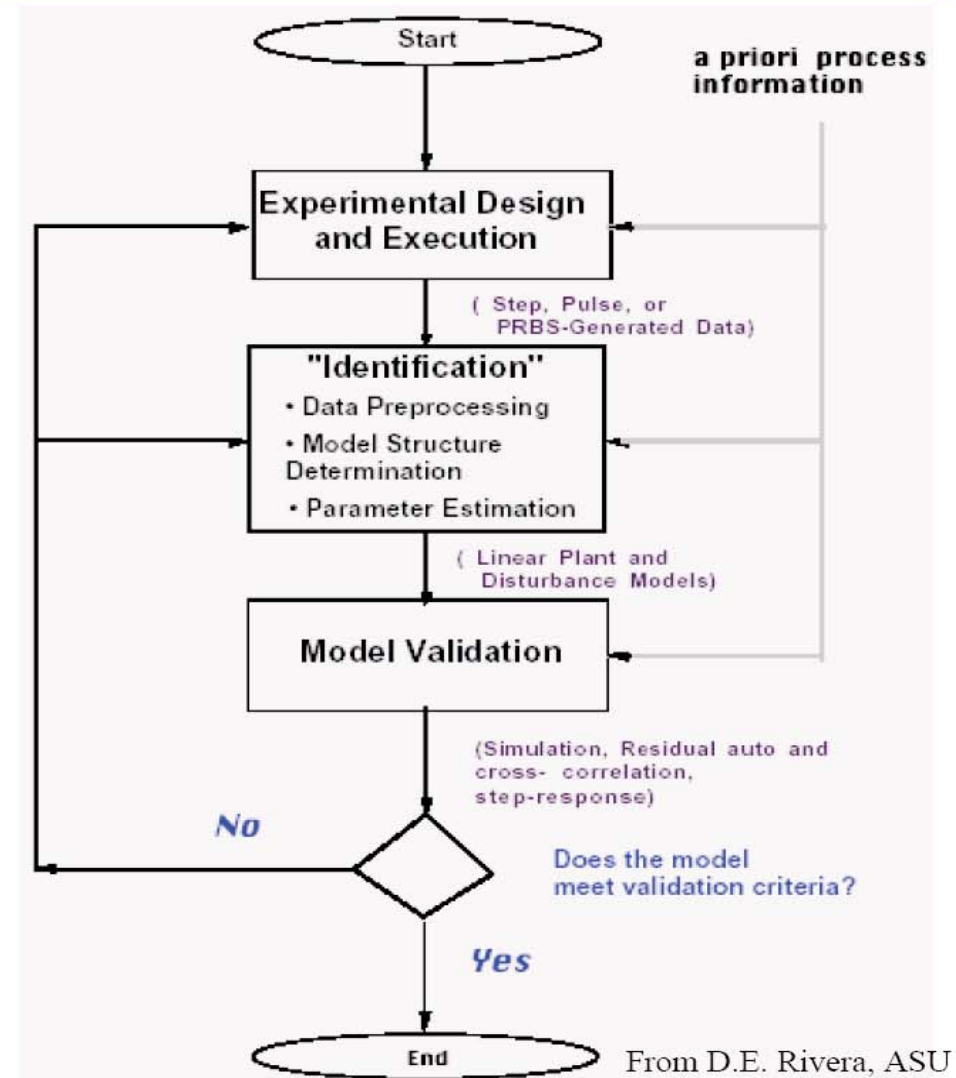 Start
a priori process
information
Experimental Design
and Execution
( Step, Pulse, or
PRBS-Generated Data)
"Identification"
• Data Preprocessing
• Model Structure
Determination
• Parameter Estimation
( Linear Plant and
Disturbance Models)
Model Validation
(Simulation, Residual auto and
cross- correlation,
step-response)
No
Does the model
meet validation criteria?
Yes
End
From D.E. Rivera, ASU